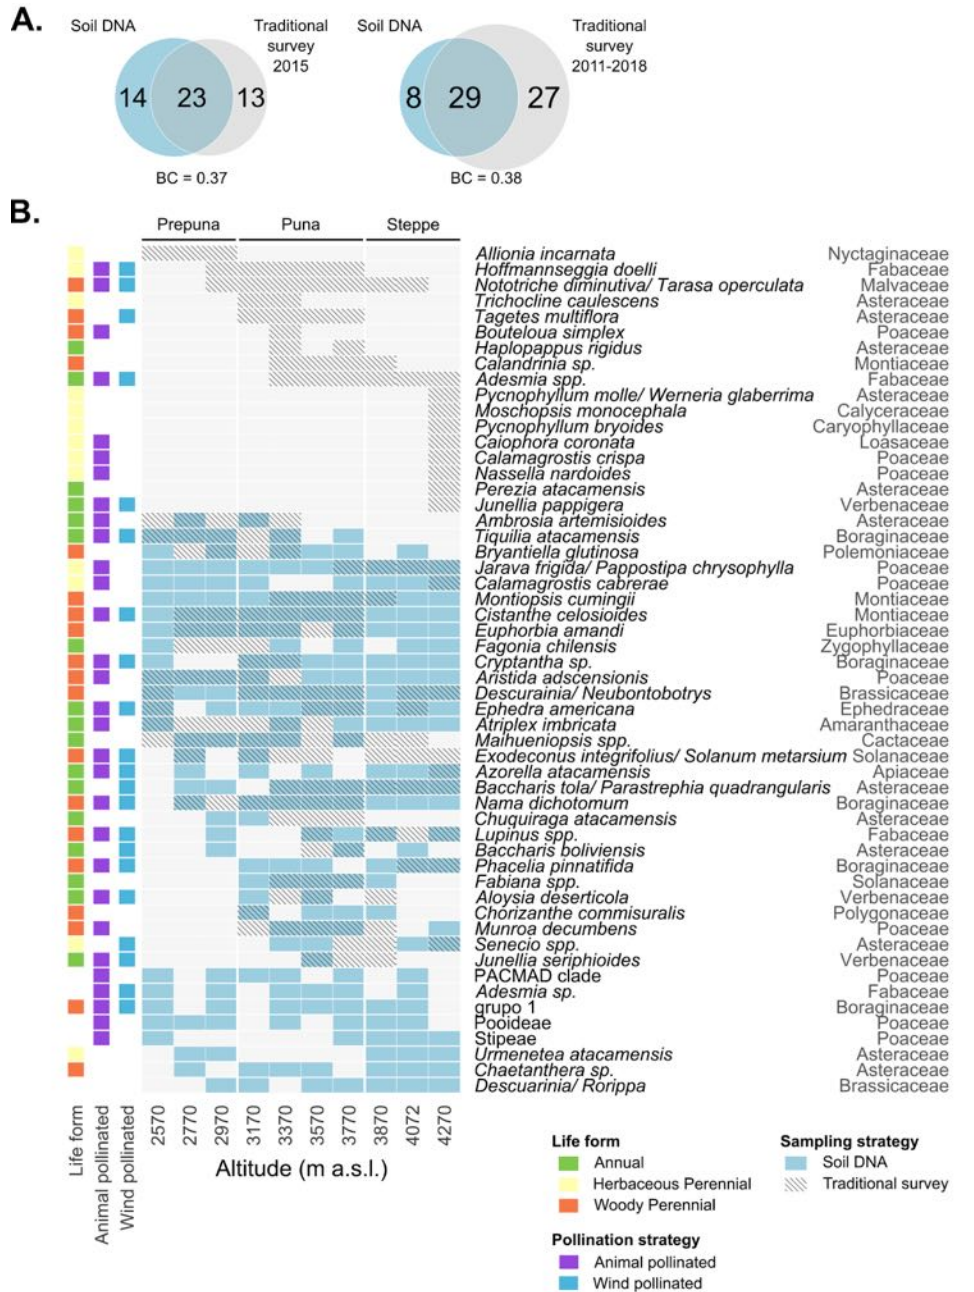 A.
Soil DNA
Traditional
survey
2015
14 23 13
BC = 0.37
Soil DNA
Traditional
survey
2011-2018
8 29 27
BC = 0.38
B.
Prepuna Puna Steppe
Allionia incarnata Nyctaginaceae
Hoffmannseggia doelli Fabaceae
Nototriche diminutiva/ Tarasa operculata Malvaceae
Trichocline caulescens Asteraceae
Tagetes multiflora Asteraceae
Bouteloua simplex Poaceae
Haplopappus rigidus Asteraceae
Calandrinia sp. Montiaceae
Adesmia spp. Fabaceae
Pycnophyllum molle/ Werneria glaberrima Asteraceae
Moschopsis monocephala Calyceraceae
Pycnophyllum bryoides Caryophyllaceae
Caiophora coronata Loasaceae
Calamagrostis crispa Poaceae
Nassella nardoides Poaceae
Perezia atacamensis Asteraceae
Junellia pappigera Verbenaceae
Ambrosia artemisioides Asteraceae
Tiquilia atacamensis Boraginaceae
Bryantiella glutinosa Polemoniaceae
Jarava frigida/ Pappostipa chrysophylla Poaceae
Calamagrostis cabrerae Poaceae
Montiopsis cumingii Montiaceae
Cistanthe celosioides Montiaceae
Euphorbia amandi Euphorbiaceae
Fagonia chilensis Zygophyllaceae
Cryptantha sp. Boraginaceae
Aristida adscensionis Poaceae
Descurainia/ Neubontobotrys Brassicaceae
Ephedra americana Ephedraceae
Atriplex imbricata Amaranthaceae
Maihueniopsis spp. Cactaceae
Exodeconus integrifolius/ Solanum metarsium Solanaceae
Azorella atacamensis Apiaceae
Baccharis tola/ Parastrephia quadrangularis Asteraceae
Nama dichotomum Boraginaceae
Chuquiraga atacamensis Asteraceae
Lupinus spp. Fabaceae
Baccharis boliviensis Asteraceae
Phacelia pinnatifida Boraginaceae
Fabiana spp. Solanaceae
Aloysia deserticola Verbenaceae
Chorizanthe commisuralis Polygonaceae
Munroa decumbens Poaceae
Senecio spp. Asteraceae
Junellia seriphioides Verbenaceae
PACMAD clade Poaceae
Adesmia sp. Fabaceae
grupo 1 Boraginaceae
Pooideae Poaceae
Stipeae Poaceae
Urmenetea atacamensis Asteraceae
Chaetanthera sp. Asteraceae
Descuarinia/ Rorippa Brassicaceae
Life form
Animal pollinated
Wind pollinated
2570 2770 2970 3170 3370 3570 3770 3870 4072 4270
Altitude (m a.s.l.)
Life form
Annual
Herbaceous Perennial
Woody Perennial
Pollination strategy
Animal pollinated
Wind pollinated
Sampling strategy
Soil DNA
Traditional survey